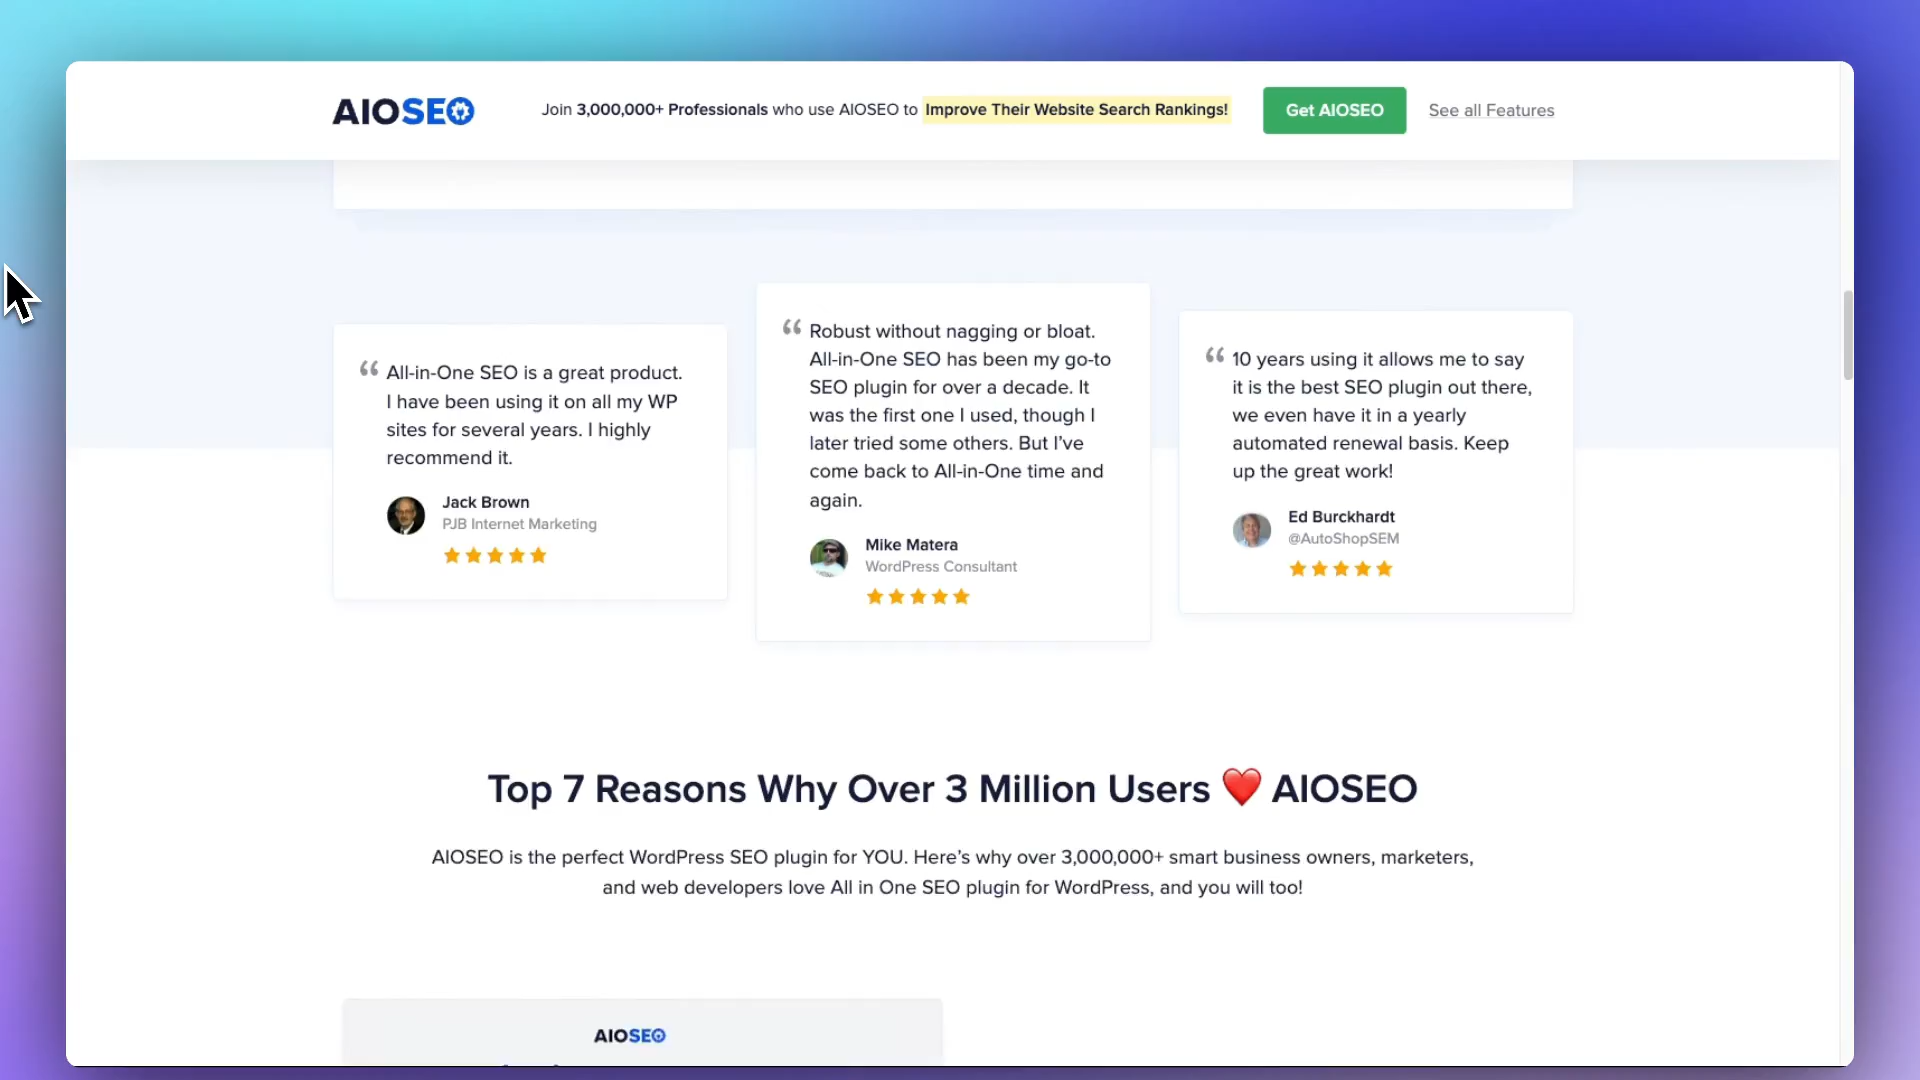 AIOSEO
Join 3,000,000+ Professionals who use AIOSEO to Improve Their Website Search Rankings!
Get AIOSEO
See all Features
“ All-in-One SEO is a great product.
I have been using it on all my WP
sites for several years. I highly
recommend it.
Jack Brown
PJB Internet Marketing
“ Robust without nagging or bloat.
All-in-One SEO has been my go-to
SEO plugin for over a decade. It
was the first one I used, though I
later tried some others. But I’ve
come back to All-in-One time and
again.
Mike Matera
WordPress Consultant
“ 10 years using it allows me to say
it is the best SEO plugin out there,
we even have it in a yearly
automated renewal basis. Keep
up the great work!
Ed Burckhardt
@AutoShopSEM
Top 7 Reasons Why Over 3 Million Users ❤️ AIOSEO
AIOSEO is the perfect WordPress SEO plugin for YOU. Here’s why over 3,000,000+ smart business owners, marketers,
and web developers love All in One SEO plugin for WordPress, and you will too!
AIOSEO